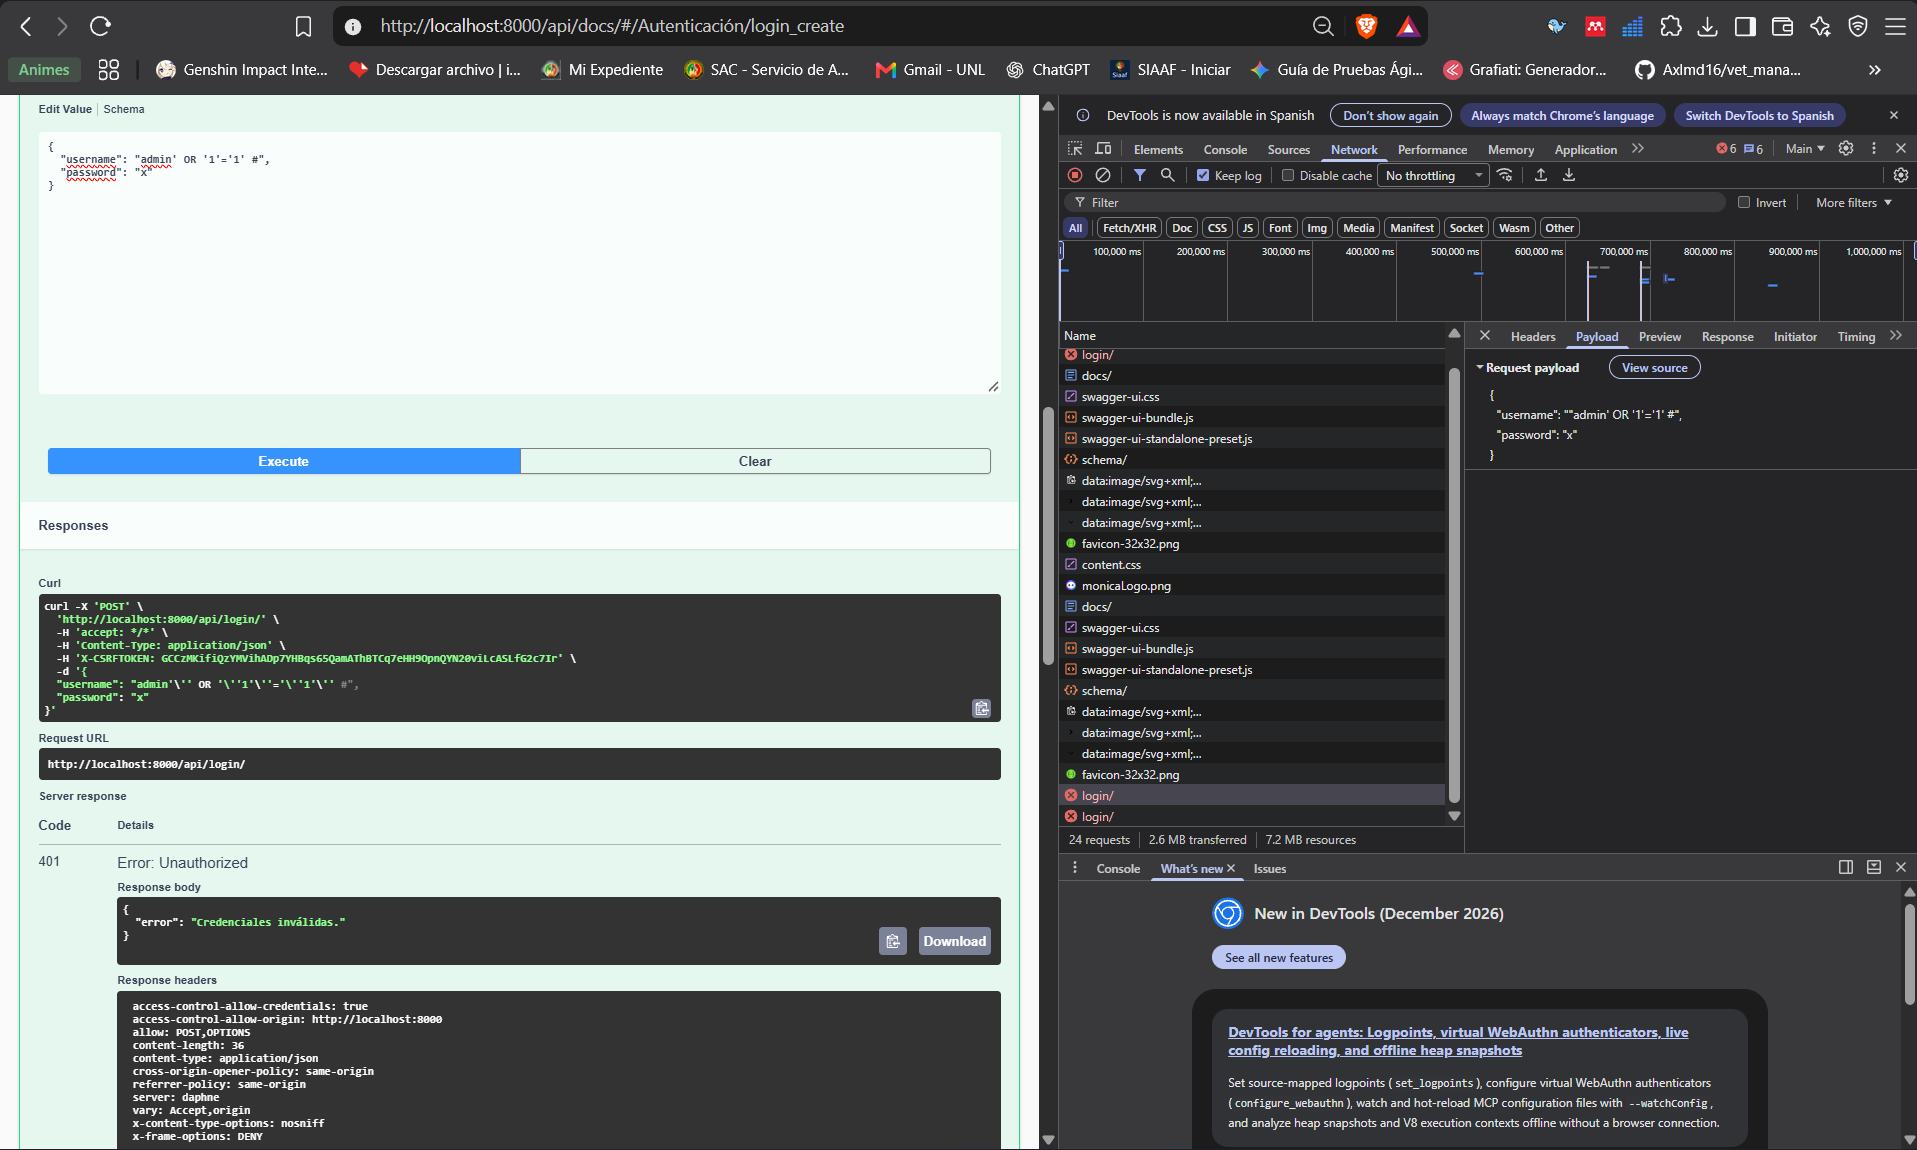 http://localhost:8000/api/docs/#/Autenticación/login_create
Animes
Genshin Impact Inte...
Descargar archivo | i...
Mi Expediente
SAC - Servicio de A...
Gmail - UNL
ChatGPT
SIAAF - Iniciar
Guía de Pruebas Ági...
Grafiati: Generador...
Axlmd16/vet_mana...
Edit Value | Schema
{
"username": "admin' OR '1'='1' #",
"password": "x"
}
Execute
Clear
Responses
Curl
curl -X 'POST' \
'http://localhost:8000/api/login/' \
-H 'accept: */*' \
-H 'Content-Type: application/json' \
-H 'X-CSRFTOKEN: GCCzMKifiQzYMVihADp7YHBqs65QamAThBTCq7eHH9OpnQYN20viLcASLfG2c7Ir' \
-d '{
"username": "admin'\'' OR '\''1'\''='\''1'\'' #",
"password": "x"
}'
Request URL
http://localhost:8000/api/login/
Server response
Code Details
401 Error: Unauthorized
Response body
{
"error": "Credenciales inválidas."
}
Download
Response headers
access-control-allow-credentials: true
access-control-allow-origin: http://localhost:8000
allow: POST,OPTIONS
content-length: 36
content-type: application/json
cross-origin-opener-policy: same-origin
referrer-policy: same-origin
server: daphne
vary: Accept,origin
x-content-type-options: nosniff
x-frame-options: DENY
DevTools is now available in Spanish
Don't show again
Always match Chrome's language
Switch DevTools to Spanish
Elements Console Sources Network Performance Memory Application
6 6 Main
Keep log Disable cache No throttling
Filter
Invert
More filters
All Fetch/XHR Doc CSS JS Font Img Media Manifest Socket Wasm Other
100,000 ms 200,000 ms 300,000 ms 400,000 ms 500,000 ms 600,000 ms 700,000 ms 800,000 ms 900,000 ms 1,000,000 ms
Name
login/
docs/
swagger-ui.css
swagger-ui-bundle.js
swagger-ui-standalone-preset.js
schema/
data:image/svg+xml;...
data:image/svg+xml;...
data:image/svg+xml;...
favicon-32x32.png
content.css
monicaLogo.png
docs/
swagger-ui.css
swagger-ui-bundle.js
swagger-ui-standalone-preset.js
schema/
data:image/svg+xml;...
data:image/svg+xml;...
data:image/svg+xml;...
favicon-32x32.png
login/
login/
24 requests 2.6 MB transferred 7.2 MB resources
Headers Payload Preview Response Initiator Timing
Request payload
View source
{
"username": ""admin' OR '1'='1' #",
"password": "x"
}
Console What's new Issues
New in DevTools (December 2026)
See all new features
DevTools for agents: Logpoints, virtual WebAuthn authenticators, live
config reloading, and offline heap snapshots
Set source-mapped logpoints ( set_logpoints ), configure virtual WebAuthn authenticators
( configure_webauthn ), watch and hot-reload MCP configuration files with --watchConfig ,
and analyze heap snapshots and V8 execution contexts offline without a browser connection.